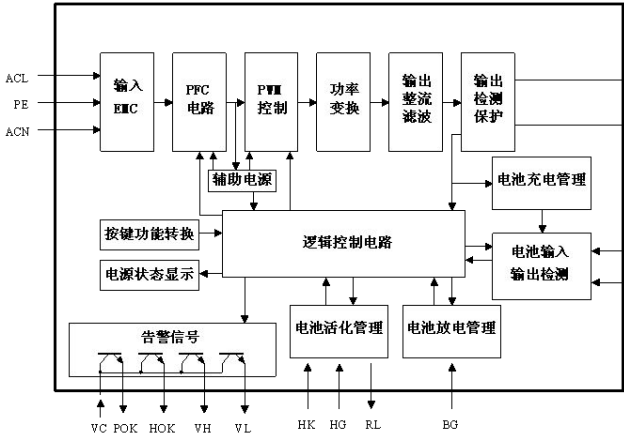 ACL
PE
ACN
输入
EMC
PFC
电路
PWM
控制
功率
变换
输出
整流
滤波
输出
检测
保护
辅助电源
电池充电管理
按键功能转换
逻辑控制电路
电池输入
输出检测
电源状态显示
告警信号
电池活化管理
电池放电管理
VC
POK
HOK
VH
VL
HK
HG
RL
BG